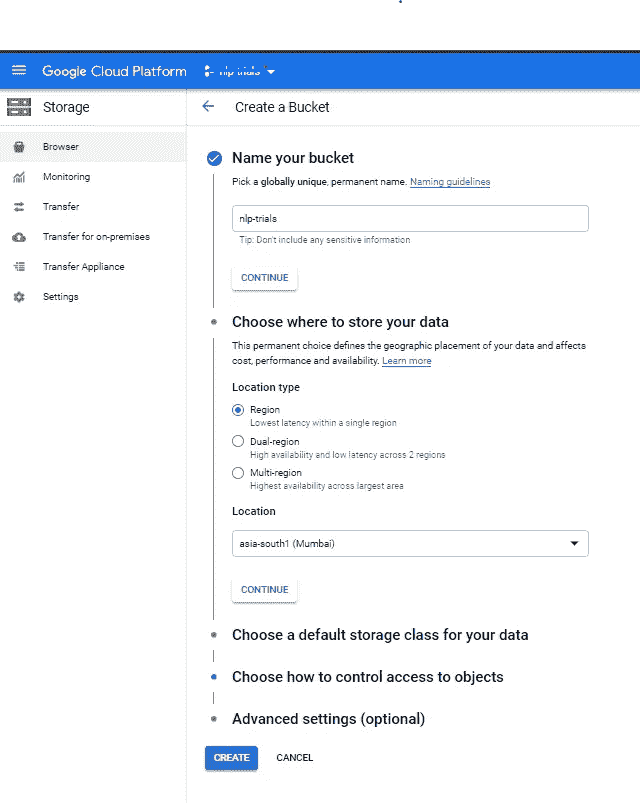 Google Cloud Platform
nlp-trials
Storage
Create a Bucket
Browser
Monitoring
Transfer
Transfer for on-premises
Transfer Appliance
Settings
Name your bucket
Pick a globally unique, permanent name. Naming guidelines
nlp-trials
Tip: Don't include any sensitive information
CONTINUE
Choose where to store your data
This permanent choice defines the geographic placement of your data and affects
cost, performance and availability. Learn more
Location type
Region
Lowest latency within a single region
Dual-region
High availability and low latency across 2 regions
Multi-region
Highest availability across largest area
Location
asia-south1 (Mumbai)
CONTINUE
Choose a default storage class for your data
Choose how to control access to objects
Advanced settings (optional)
CREATE CANCEL